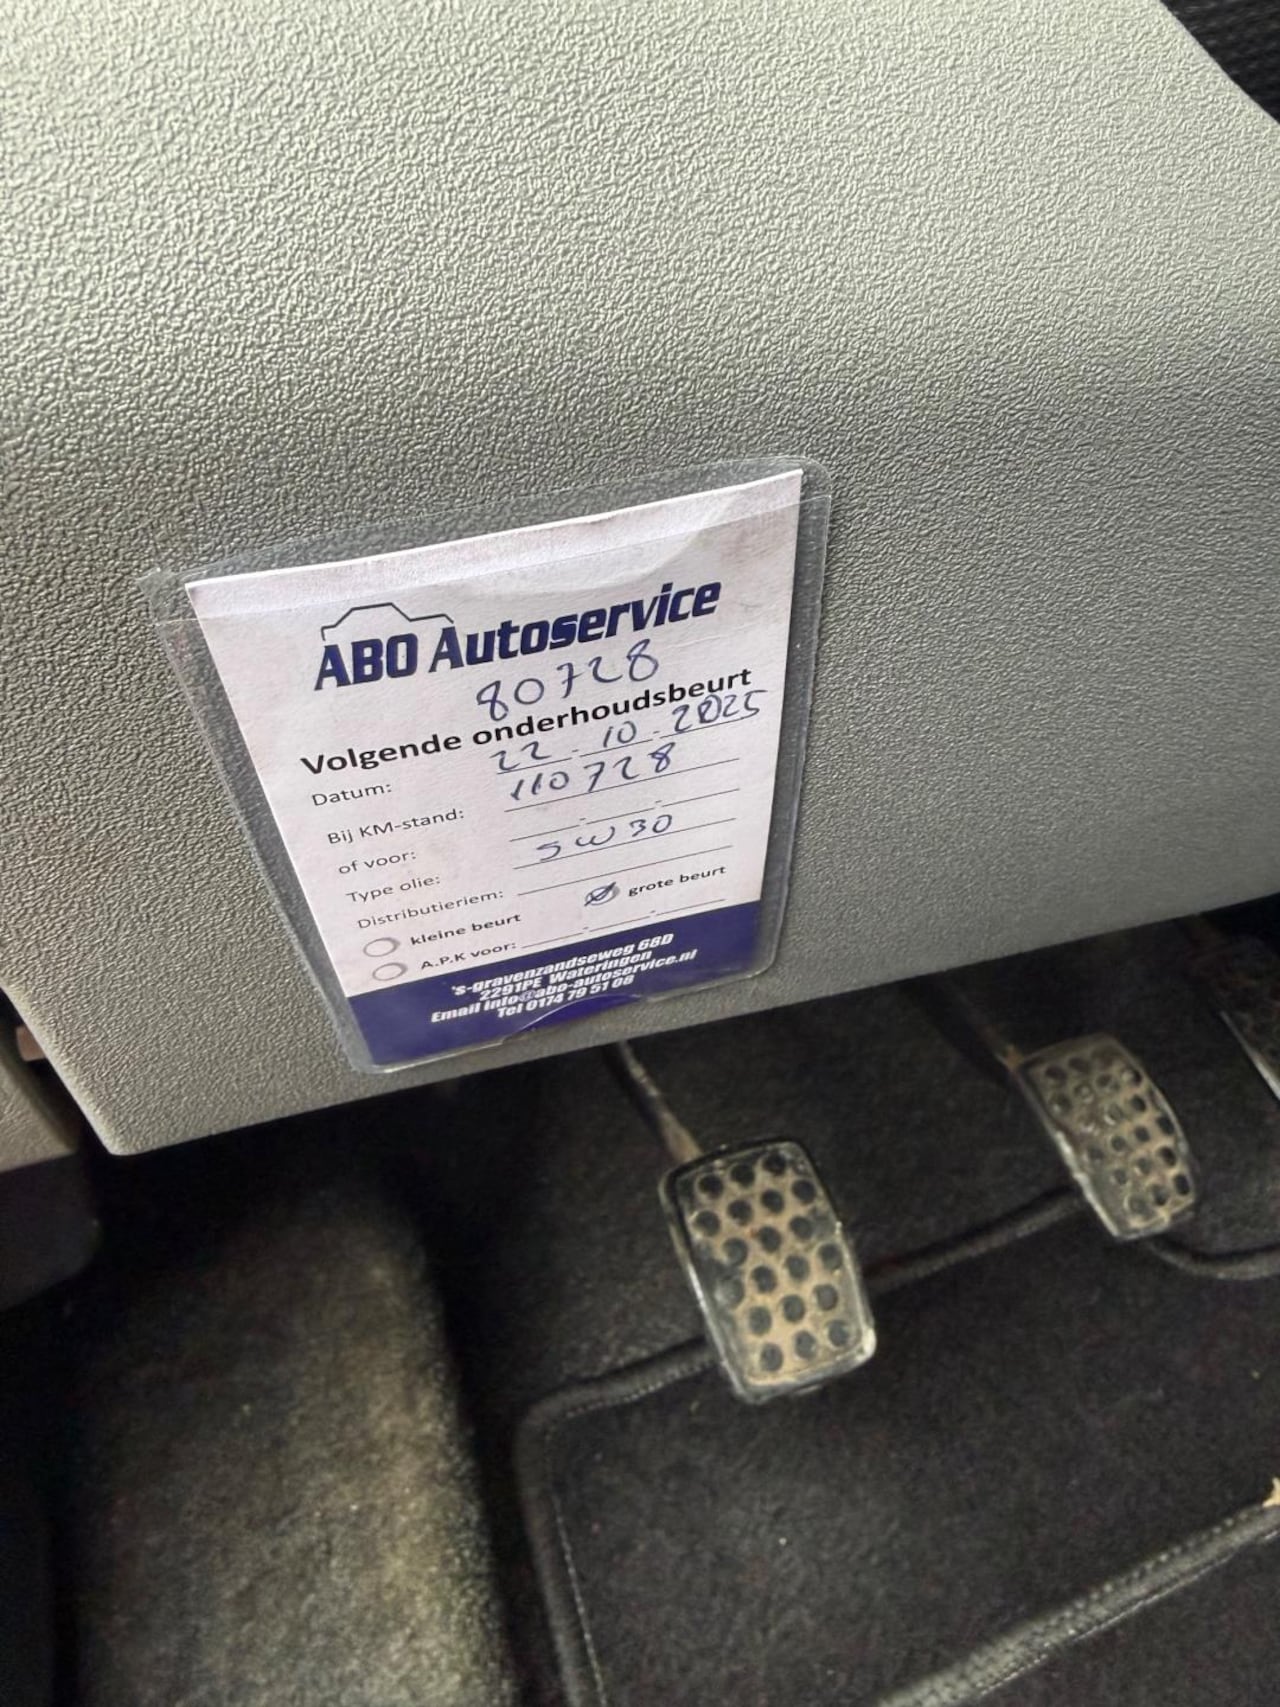 ABO Autoservice
80728
Volgende onderhoudsbeurt
Datum: 22-10-2025
Bij KM-stand: 110728
of voor: - -
Type olie: 5W30
Distributieriem:
kleine beurt grote beurt
A.P.K voor: - -
's-gravenzandseweg 68D
2291PE Wateringen
Email info@abo-autoservice.nl
Tel 0174 79 51 08